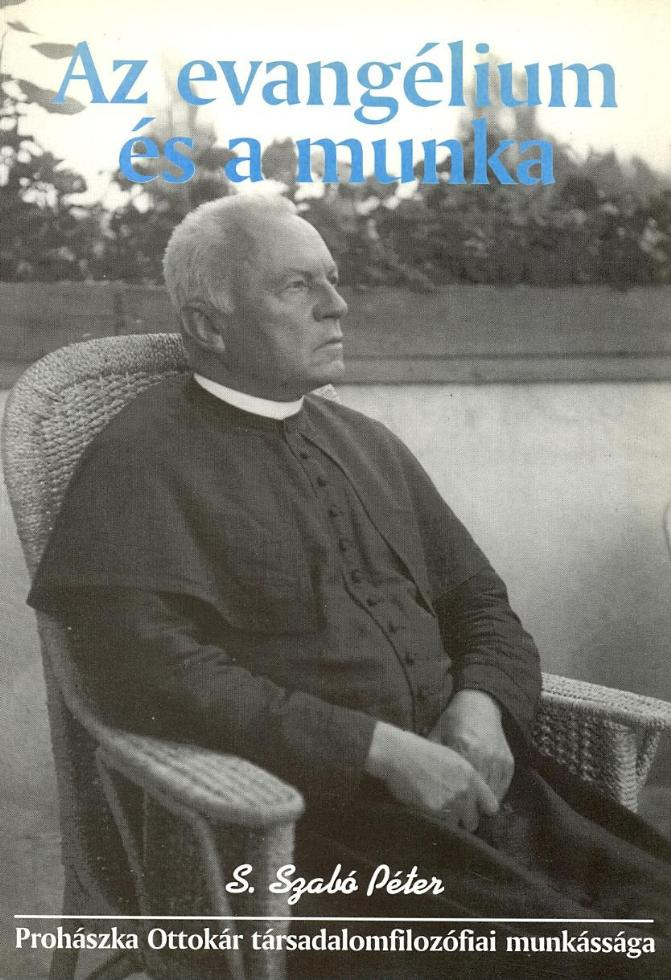 Az evangélium
és a munka
S. Szabó Péter
Prohászka Ottokár társadalomfilozófiai munkássága